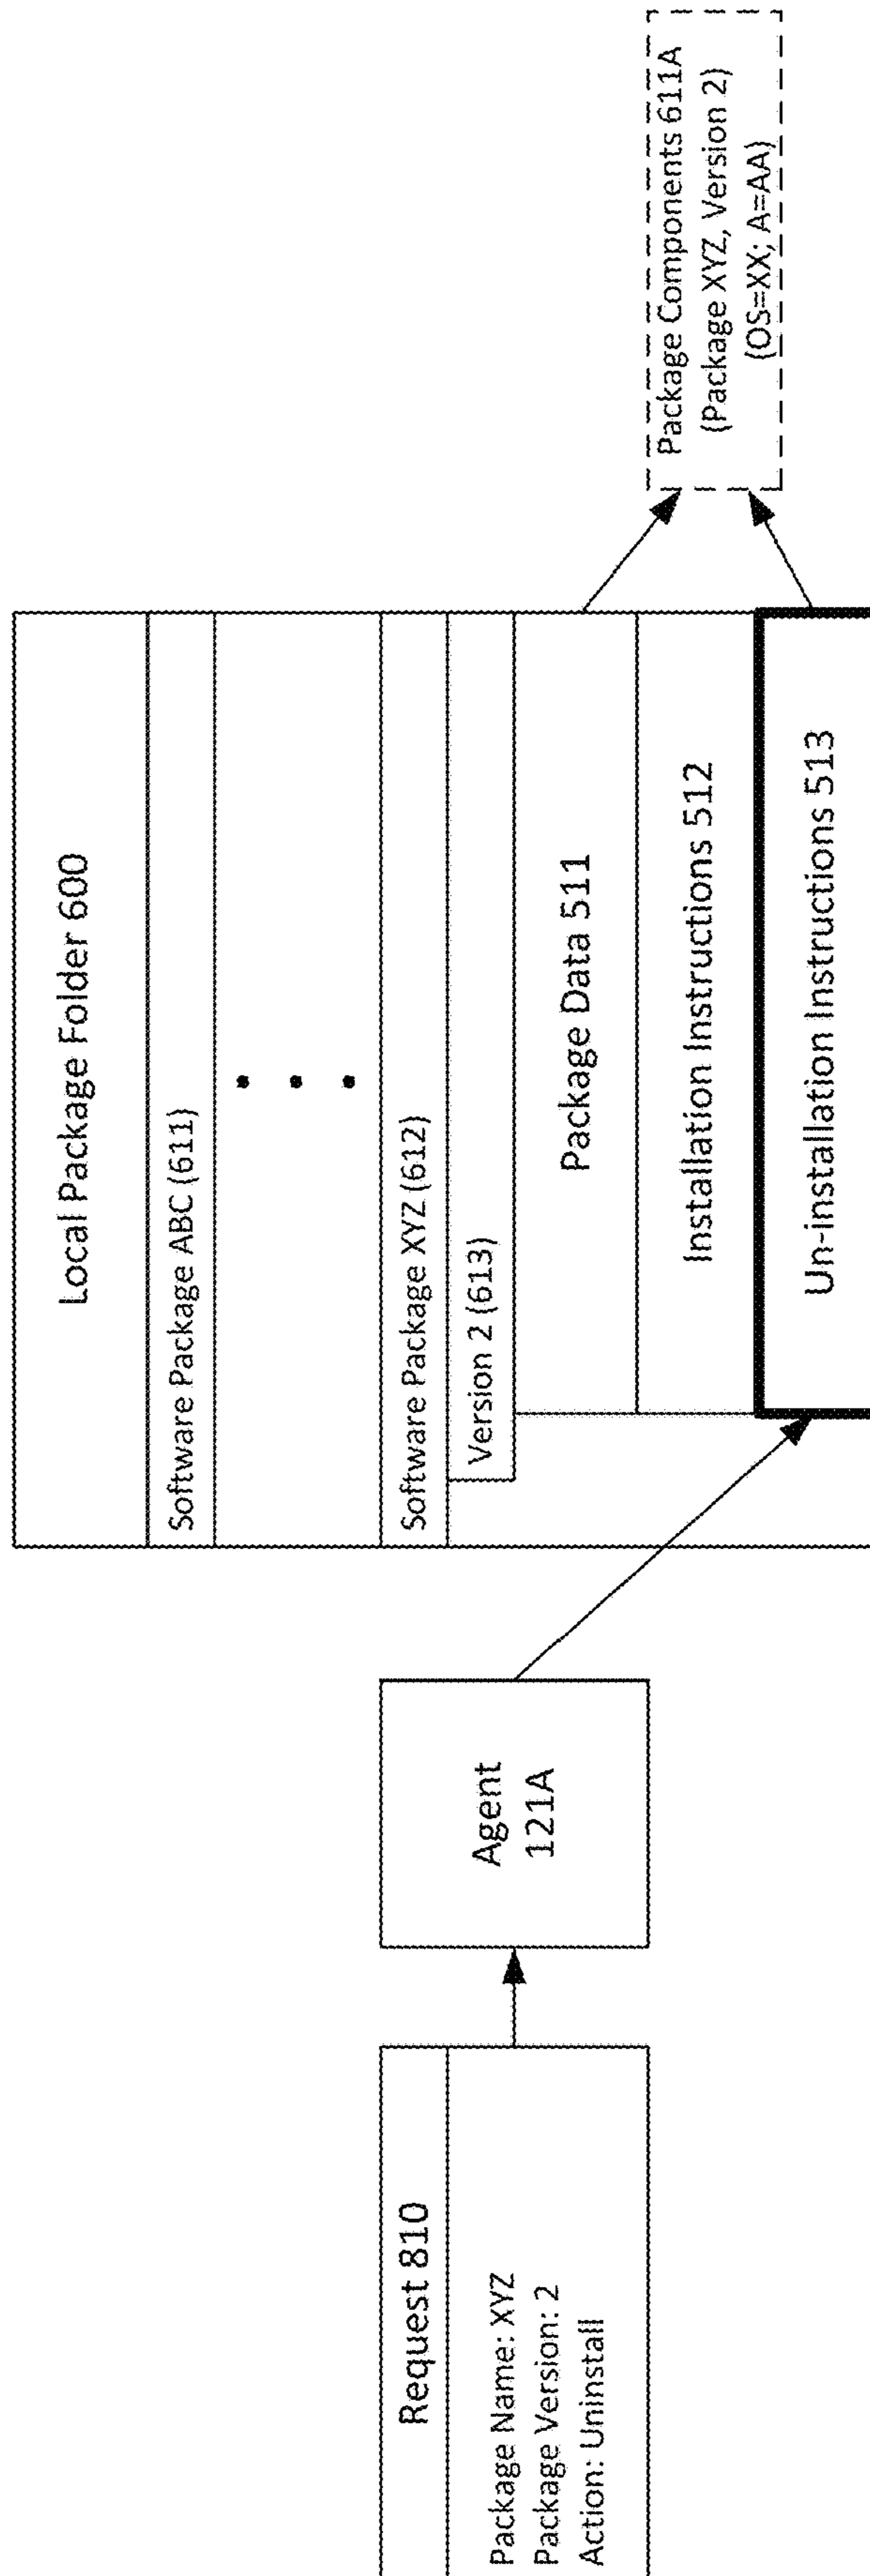 Request 810
Package Name: XYZ
Package Version: 2
Action: Uninstall
Agent
121A
Local Package Folder 600
Software Package ABC (611)
Software Package XYZ (612)
Version 2 (613)
Package Data 511
Installation Instructions 512
Un-installation Instructions 513
Package Components 611A
(Package XYZ, Version 2)
(OS=XX; A=AA)